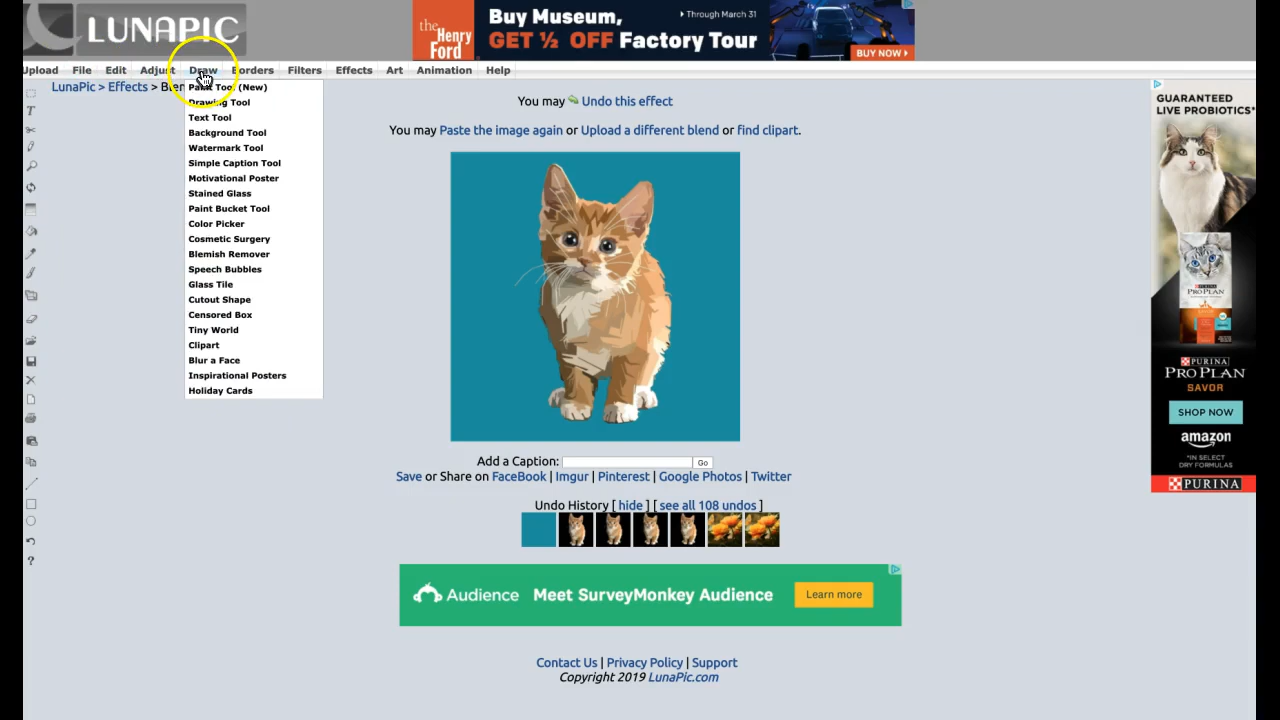 LUNAPIC
the Henry Ford
Buy Museum,
GET ½ OFF Factory Tour
Through March 31
BUY NOW
Upload File Edit Adjust Draw Borders Filters Effects Art Animation Help
LunaPic > Effects >
Paint Tool (New)
Drawing Tool
Text Tool
Background Tool
Watermark Tool
Simple Caption Tool
Motivational Poster
Stained Glass
Paint Bucket Tool
Color Picker
Cosmetic Surgery
Blemish Remover
Speech Bubbles
Glass Tile
Cutout Shape
Censored Box
Tiny World
Clipart
Blur a Face
Inspirational Posters
Holiday Cards
You may Undo this effect
You may Paste the image again or Upload a different blend or find clipart.
Add a Caption: Go
Save or Share on FaceBook | Imgur | Pinterest | Google Photos | Twitter
Undo History [ hide ] [ see all 108 undos ]
Audience Meet SurveyMonkey Audience Learn more
Contact Us | Privacy Policy | Support
Copyright 2019 LunaPic.com
GUARANTEED
LIVE PROBIOTICS*
PRO PLAN
PURINA
PRO PLAN
SAVOR
SHOP NOW
amazon
*IN SELECT
DRY FORMULAS
PURINA